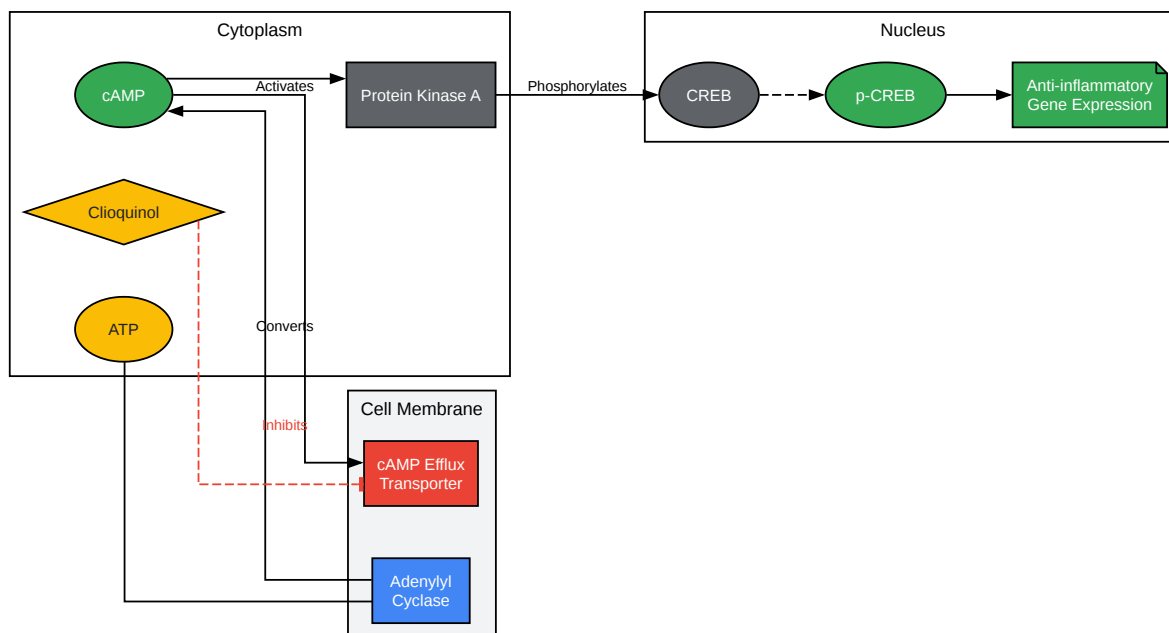 Cytoplasm
Nucleus
cAMP
Activates
Protein Kinase A
Phosphorylates
CREB
p-CREB
Anti-inflammatory
Gene Expression
Clioquinol
ATP
Converts
Cell Membrane
Inhibits
cAMP Efflux
Transporter
Adenylyl
Cyclase